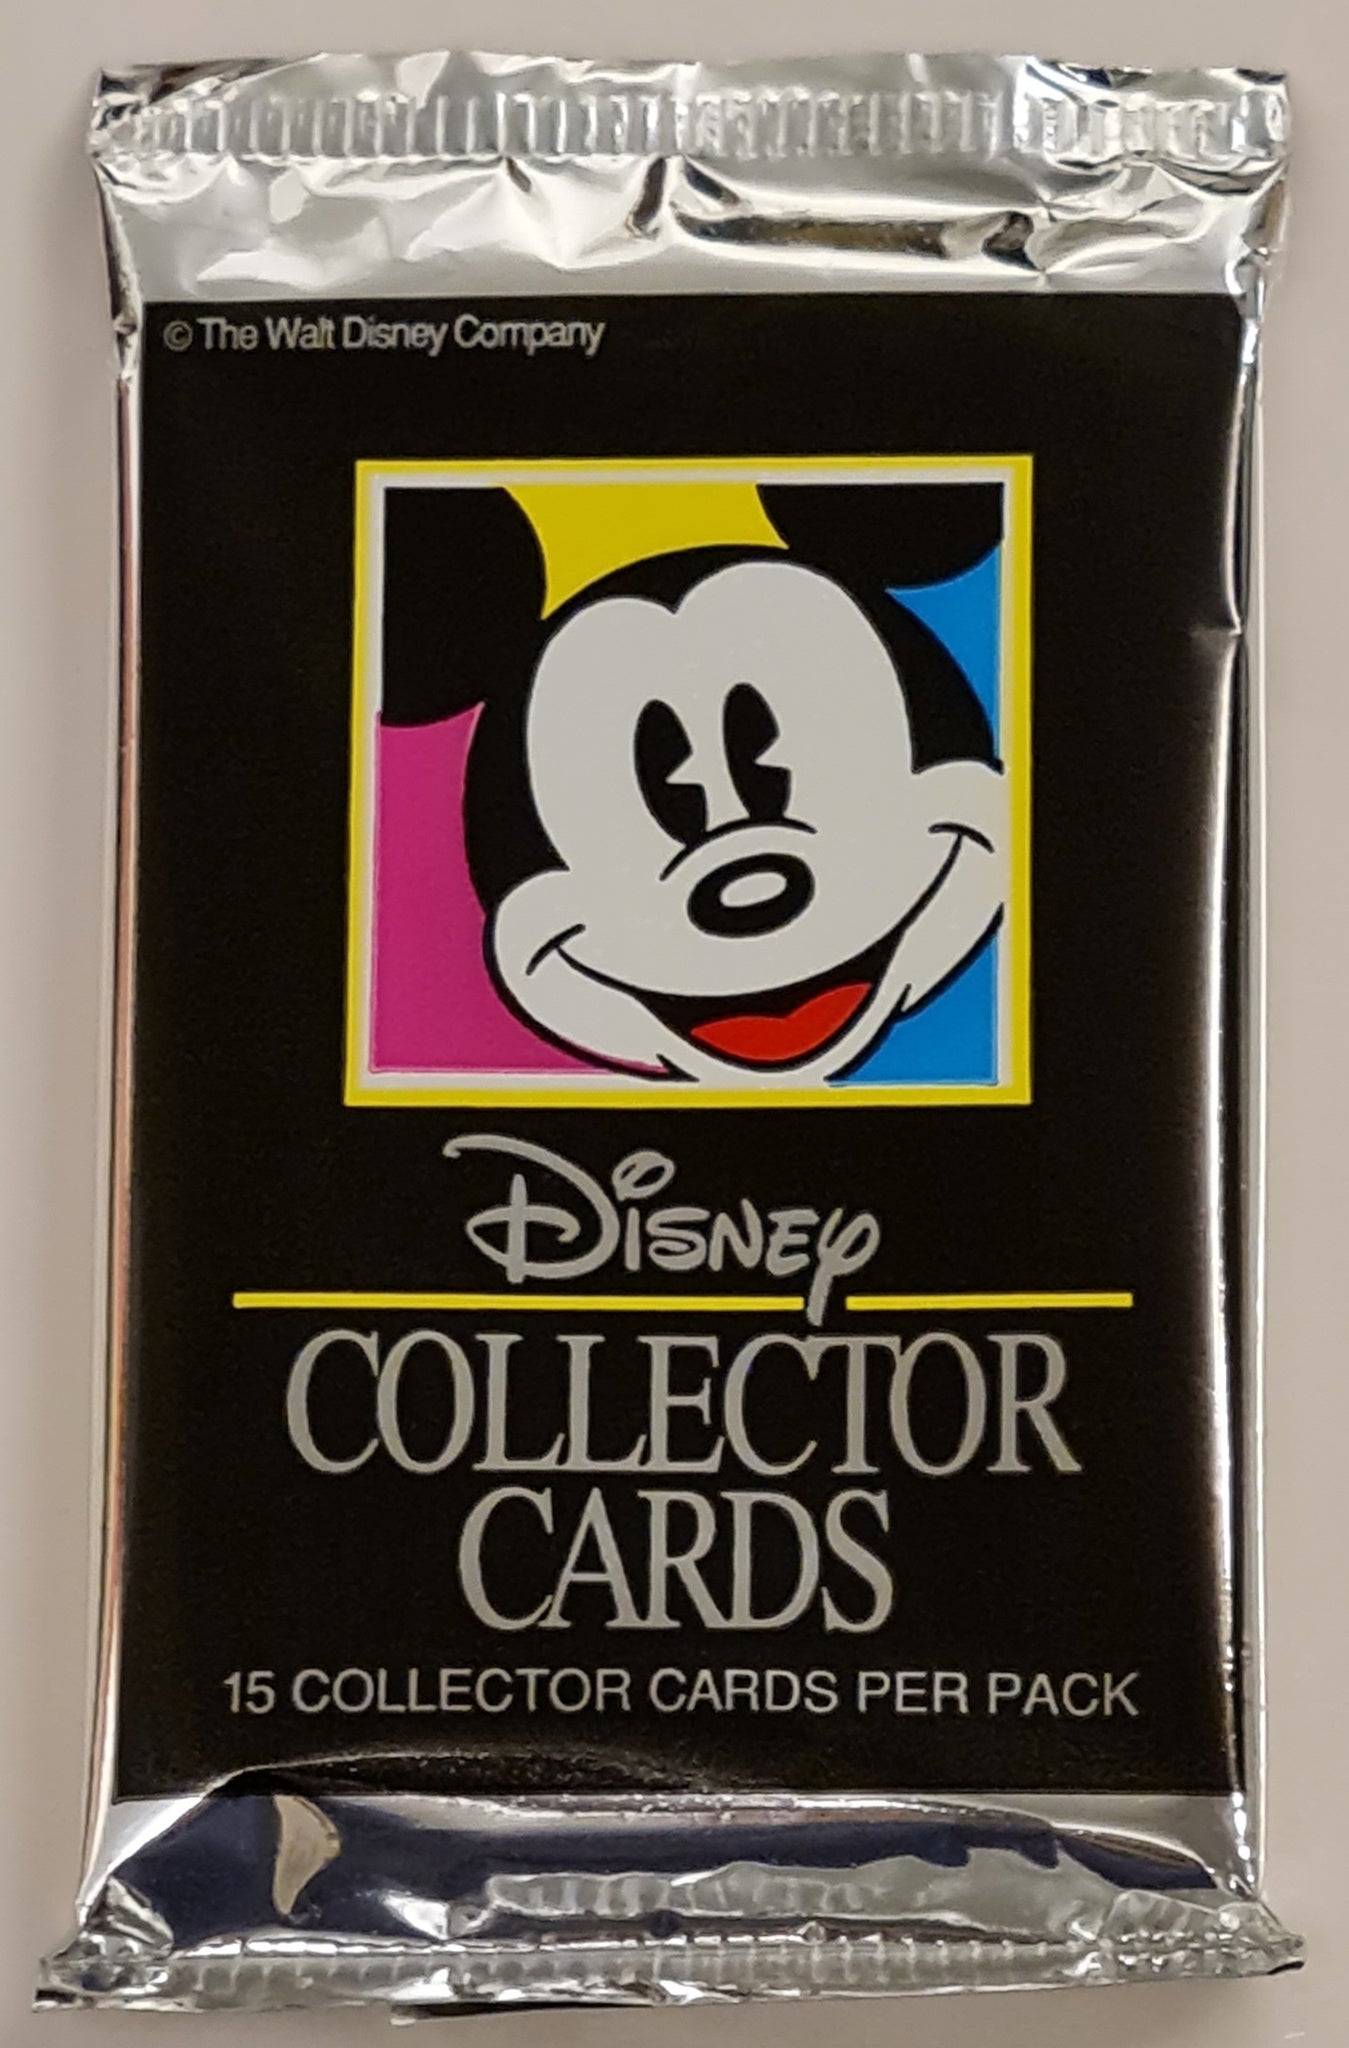 © The Walt Disney Company
Disney
COLLECTOR
CARDS
15 COLLECTOR CARDS PER PACK